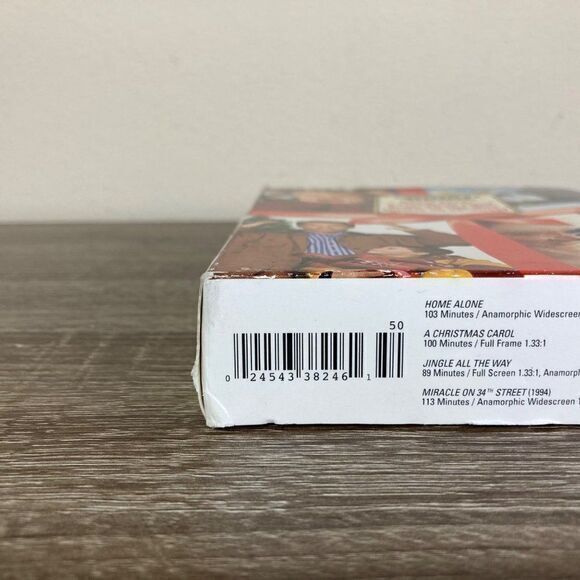 50
0 24543 38246 1
HOME ALONE
103 Minutes / Anamorphic Widescreen
A CHRISTMAS CAROL
100 Minutes / Full Frame 1.33:1
JINGLE ALL THE WAY
89 Minutes / Full Screen 1.33:1, Anamorph
MIRACLE ON 34TH STREET (1994)
113 Minutes / Anamorphic Widescreen 1